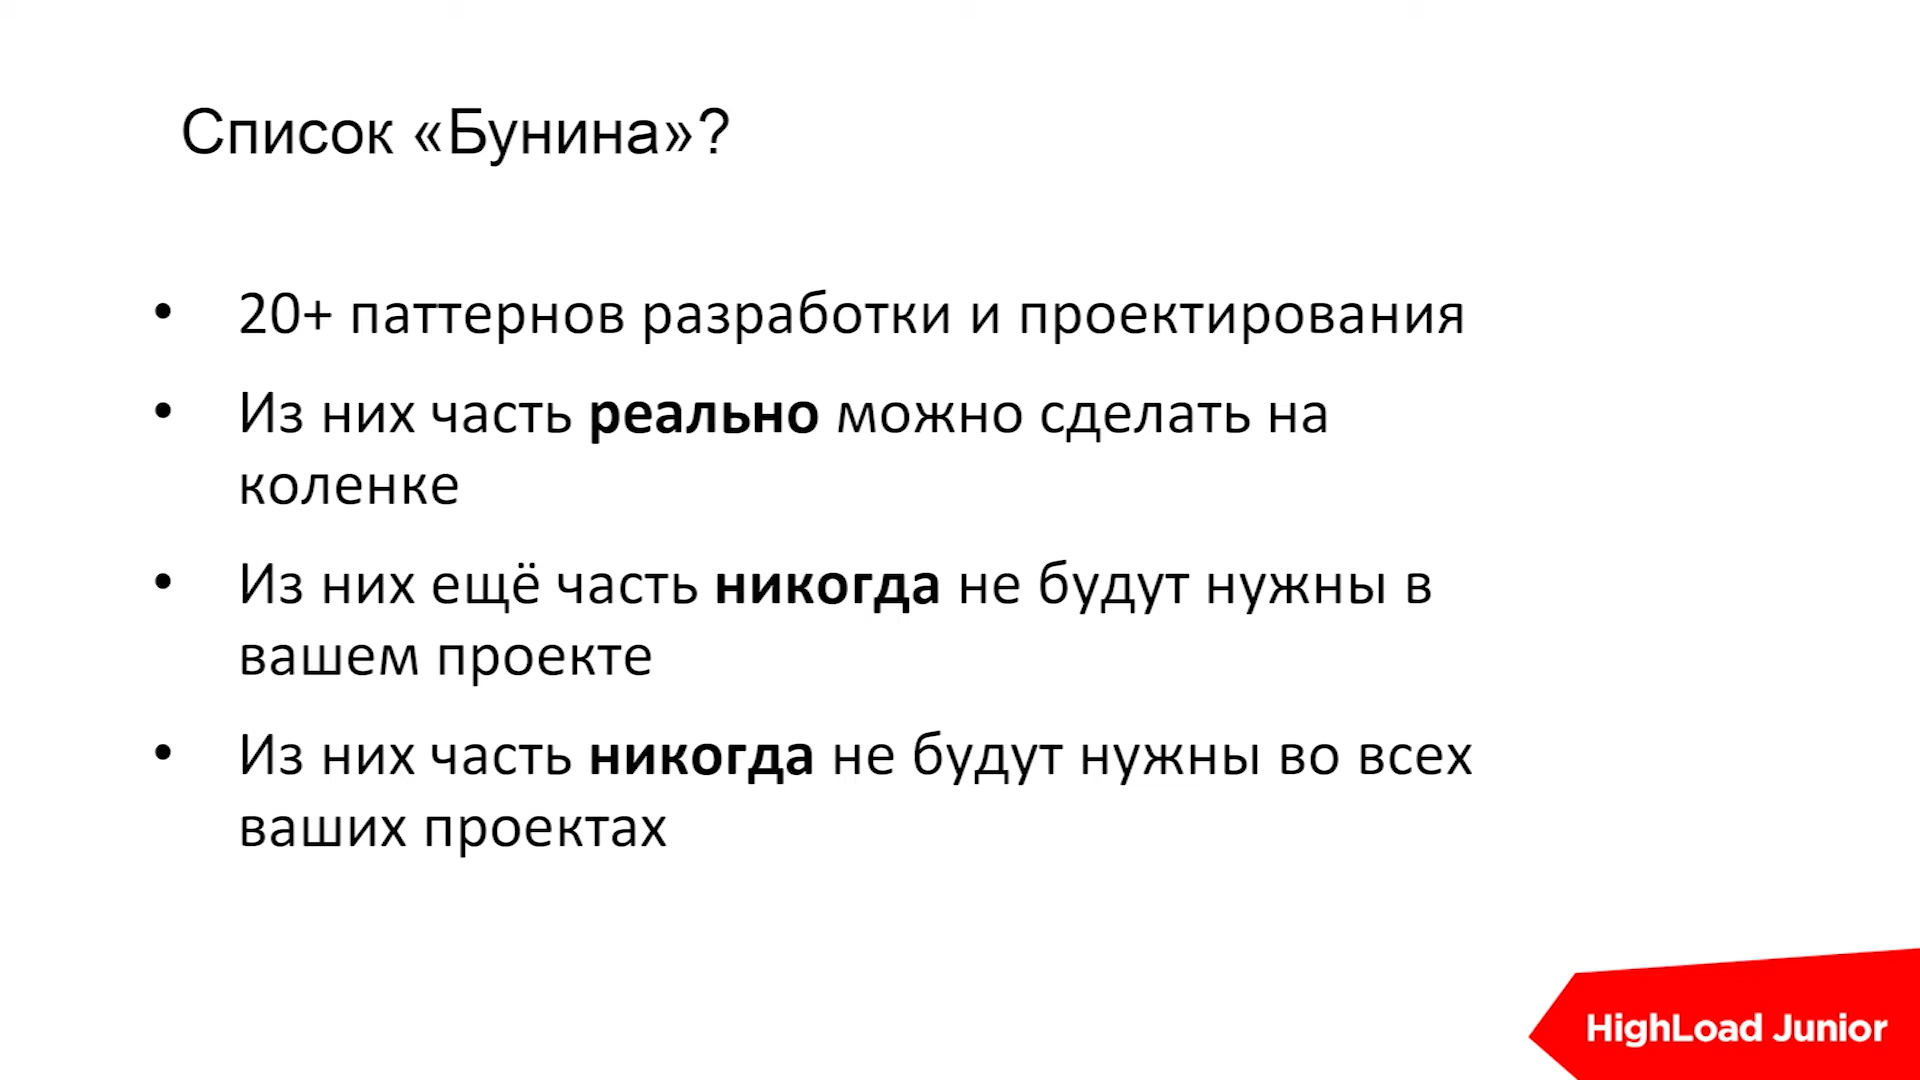 Список «Бунина»?
• 20+ паттернов разработки и проектирования
• Из них часть реально можно сделать на
коленке
• Из них ещё часть никогда не будут нужны в
вашем проекте
• Из них часть никогда не будут нужны во всех
ваших проектах
HighLoad Junior